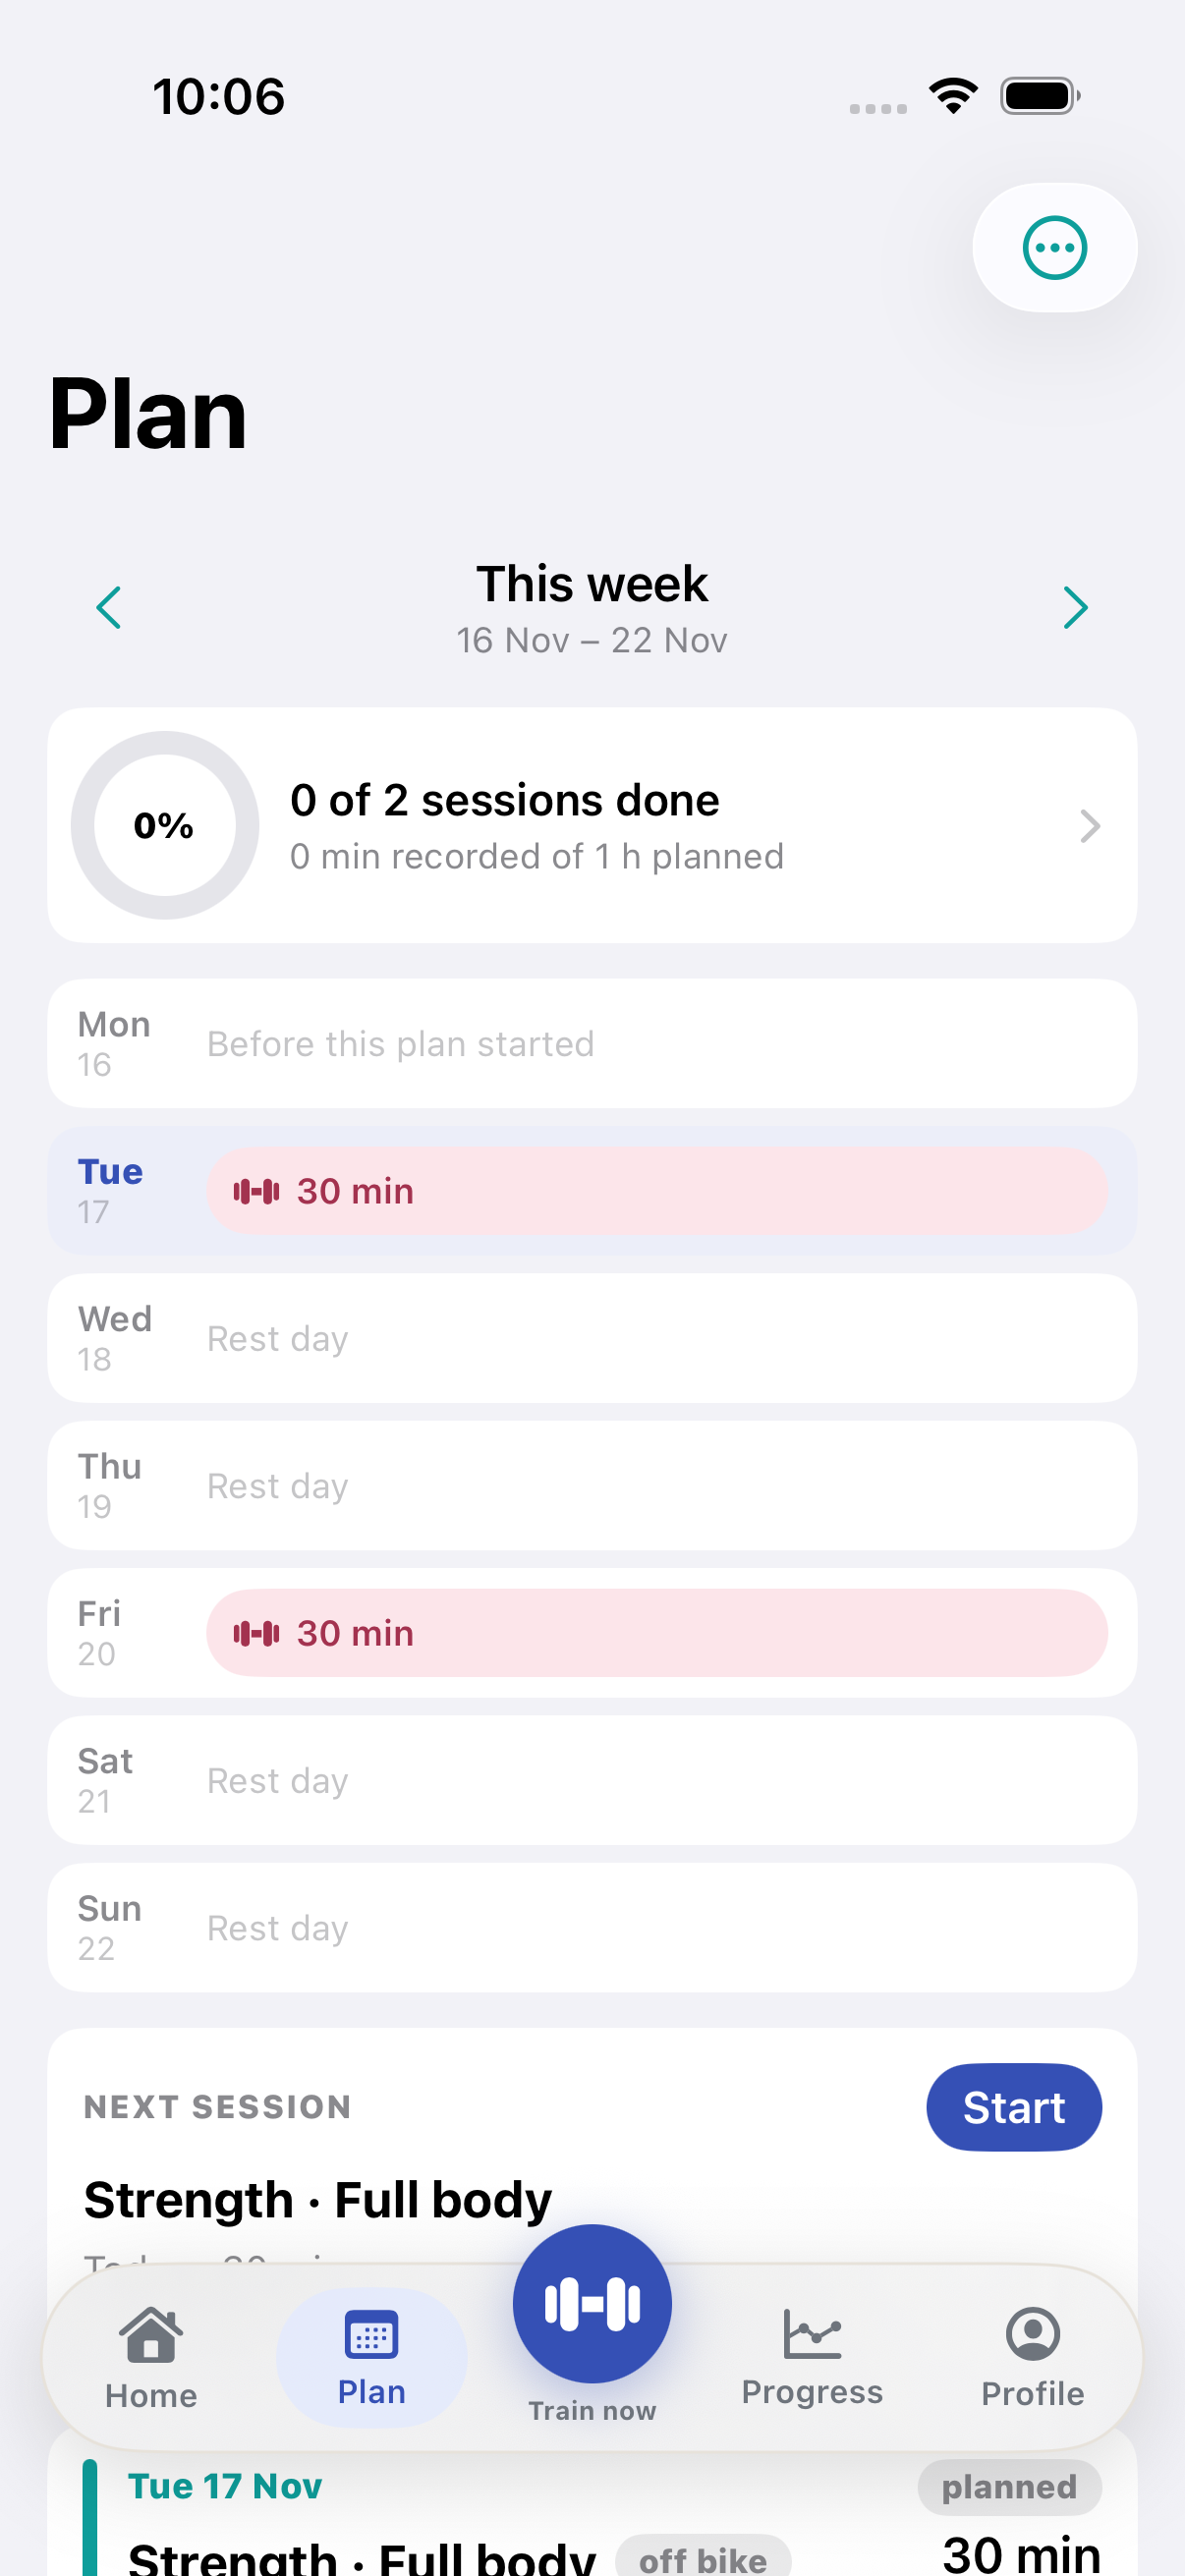 10:06
Plan
This week
16 Nov – 22 Nov
0%
0 of 2 sessions done
0 min recorded of 1 h planned
Mon
16
Before this plan started
Tue
17
30 min
Wed
18
Rest day
Thu
19
Rest day
Fri
20
30 min
Sat
21
Rest day
Sun
22
Rest day
NEXT SESSION
Start
Strength · Full body
Home
Plan
Train now
Progress
Profile
Tue 17 Nov
planned
Strength · Full body
off bike
30 min